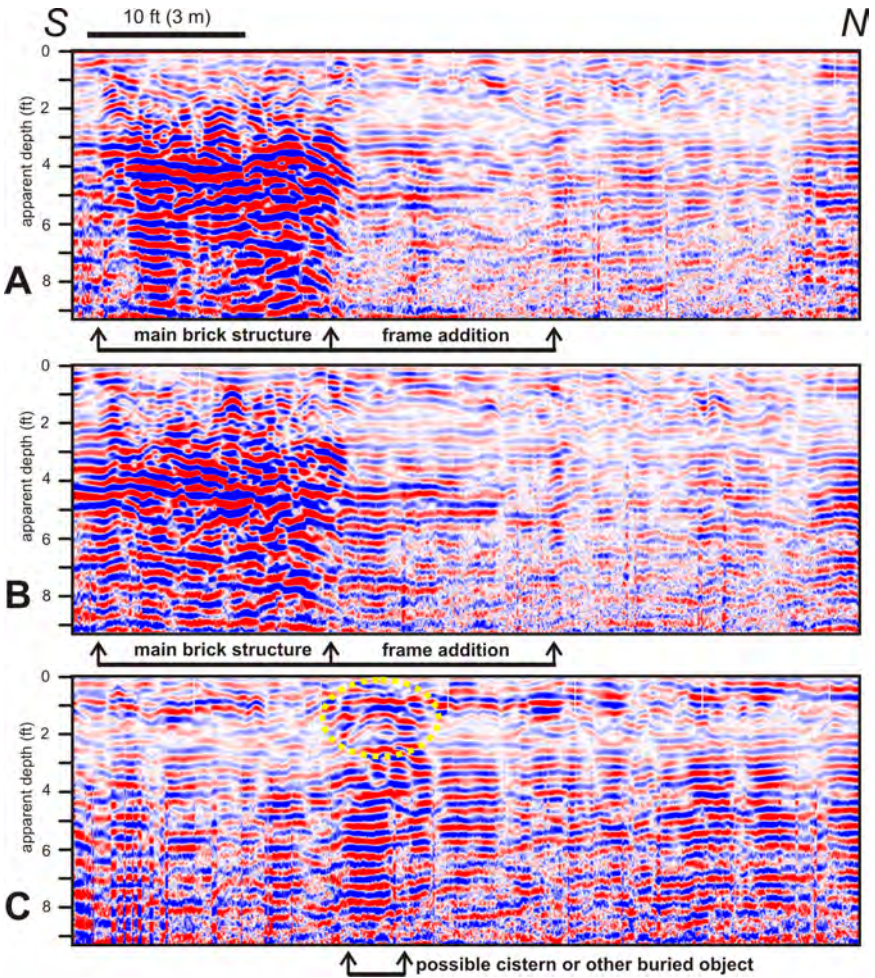 S 10 ft (3 m) N
0
2
4
6
8
apparent depth (ft)
A
main brick structure frame addition
0
2
4
6
8
apparent depth (ft)
B
main brick structure frame addition
0
2
4
6
8
apparent depth (ft)
C
possible cistern or other buried object